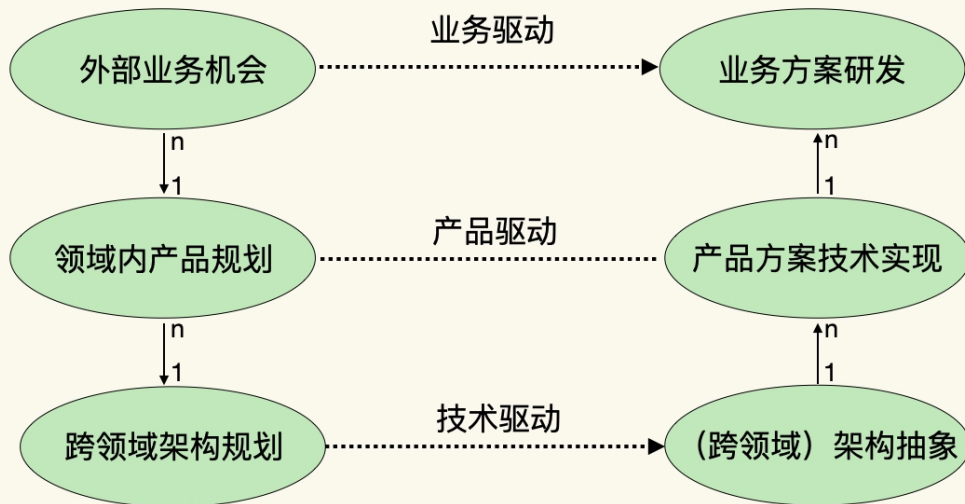 业务驱动
外部业务机会
业务方案研发
n
n
1
1
产品驱动
领域内产品规划
产品方案技术实现
n
n
1
1
技术驱动
跨领域架构规划
（跨领域）架构抽象